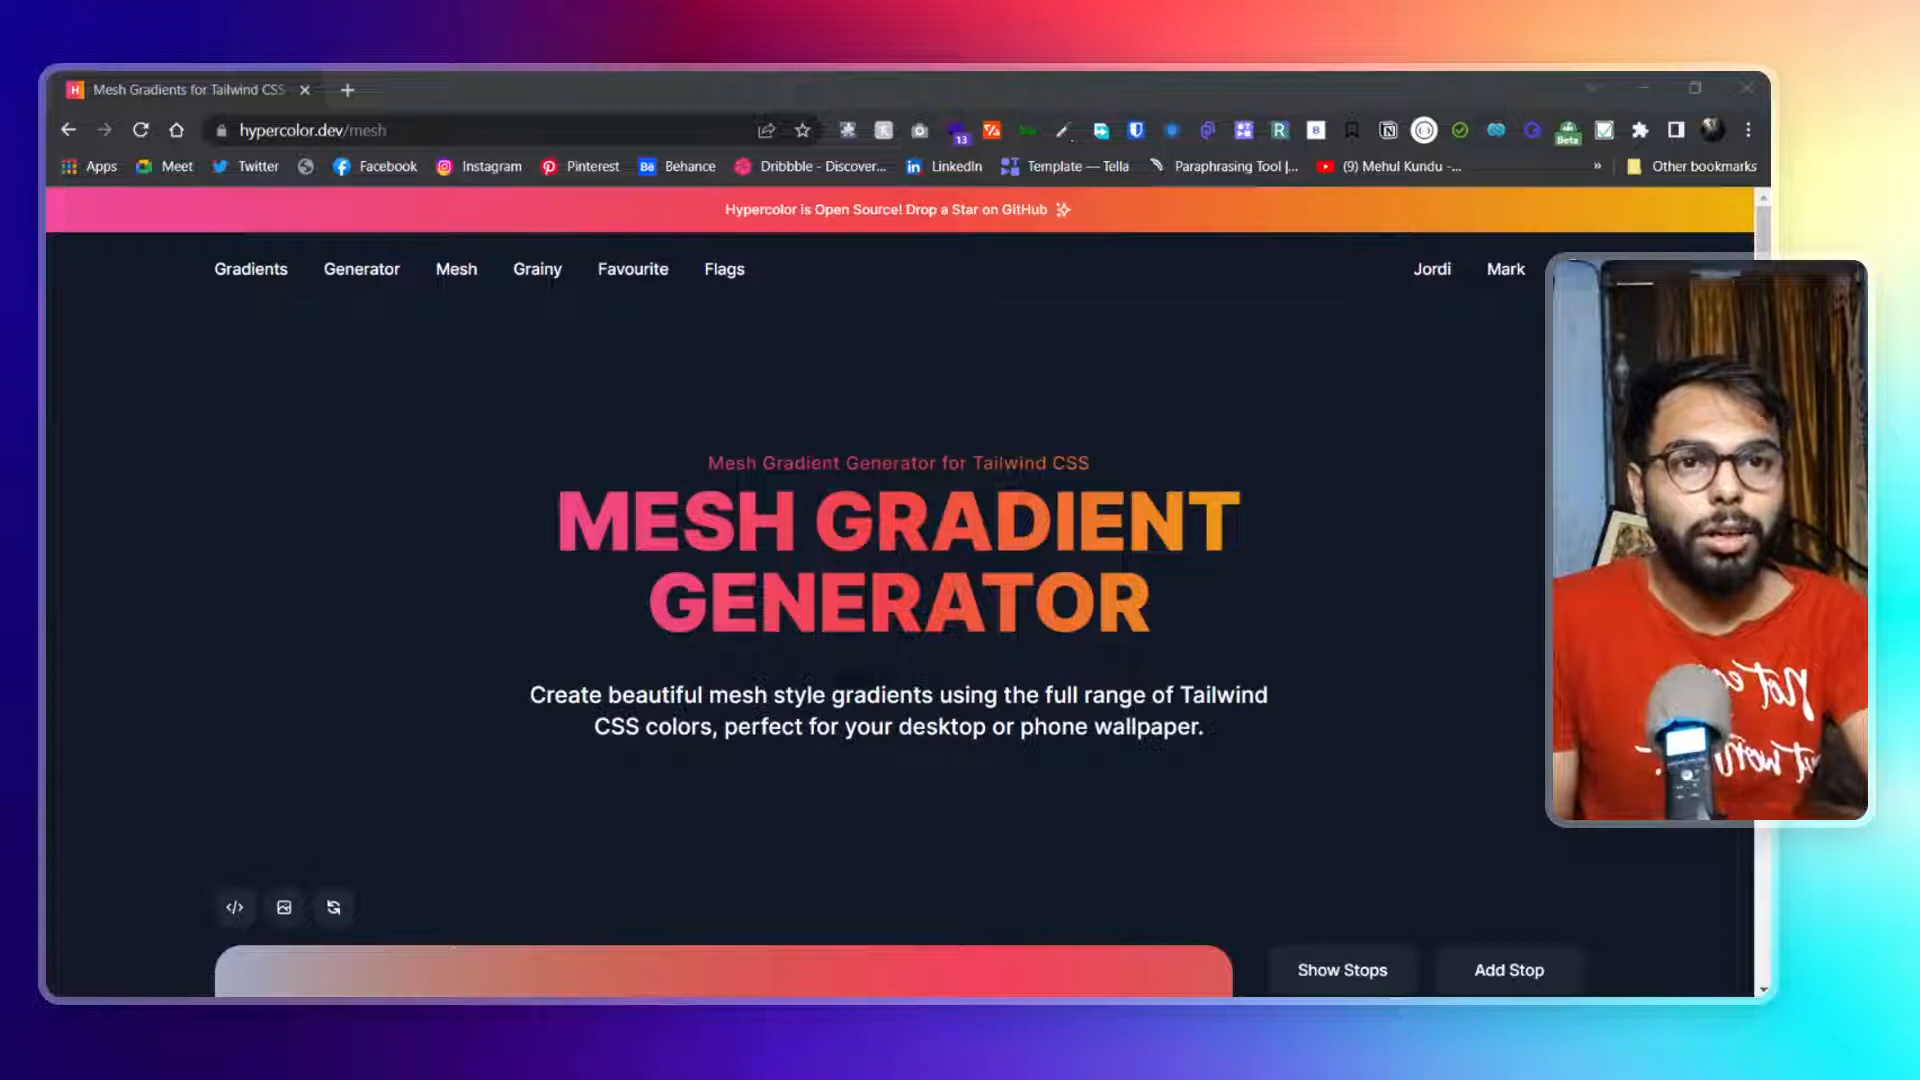 Mesh Gradients for Tailwind CSS
hypercolor.dev/mesh
13
R
B
Beta
Apps Meet Twitter Facebook Instagram Pinterest Behance Dribbble - Discover... LinkedIn Template — Tella Paraphrasing Tool |... (9) Mehul Kundu -... » Other bookmarks
Hypercolor is Open Source! Drop a Star on GitHub
Gradients Generator Mesh Grainy Favourite Flags Jordi Mark
Mesh Gradient Generator for Tailwind CSS
MESH GRADIENT
GENERATOR
Create beautiful mesh style gradients using the full range of Tailwind
CSS colors, perfect for your desktop or phone wallpaper.
Show Stops Add Stop